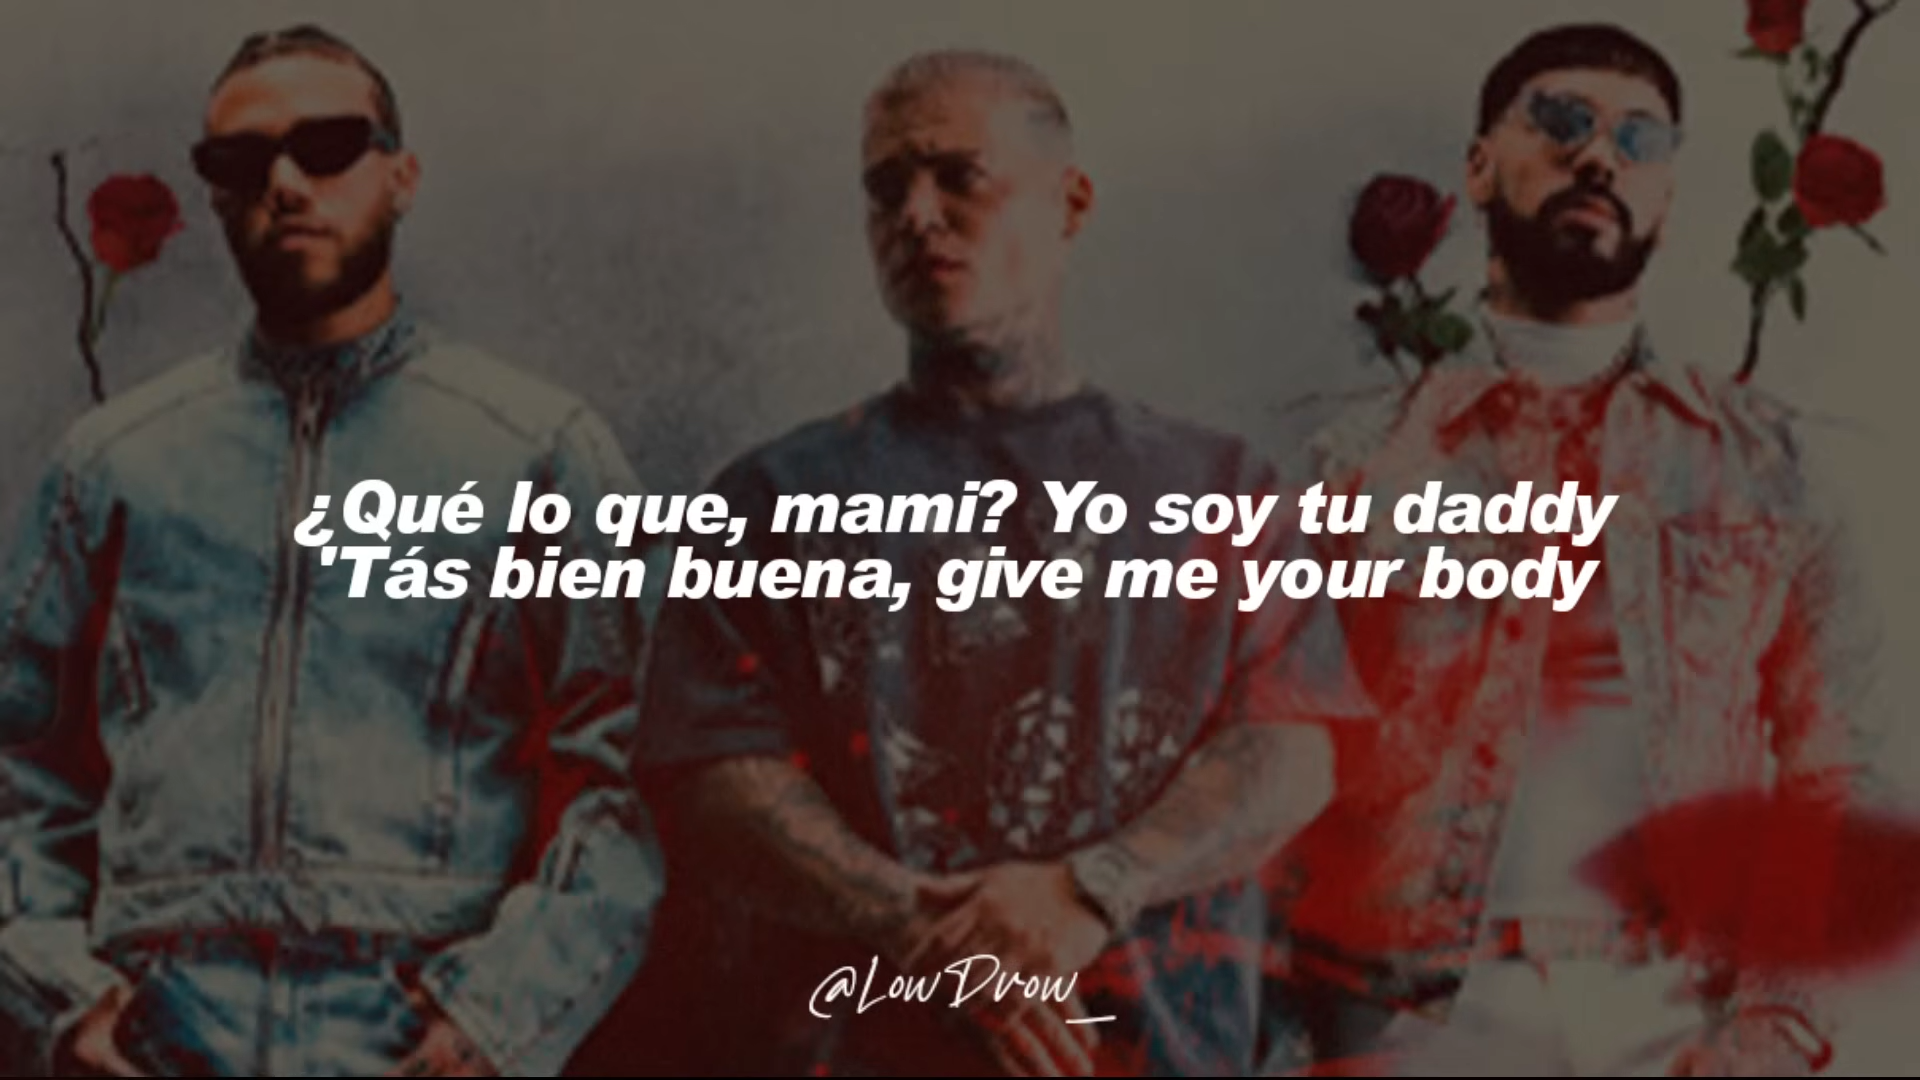 ¿Qué lo que, mami? Yo soy tu daddy
'Tás bien buena, give me your body
@LowDrow_